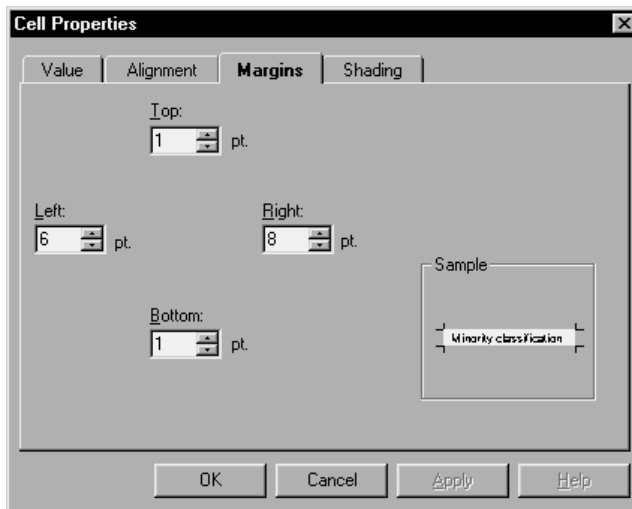 Cell Properties
Value Alignment Margins Shading
Top:
1 pt.
Left: Right:
6 pt. 8 pt.
Sample
Minority classification
Bottom:
1 pt.
OK Cancel Apply Help